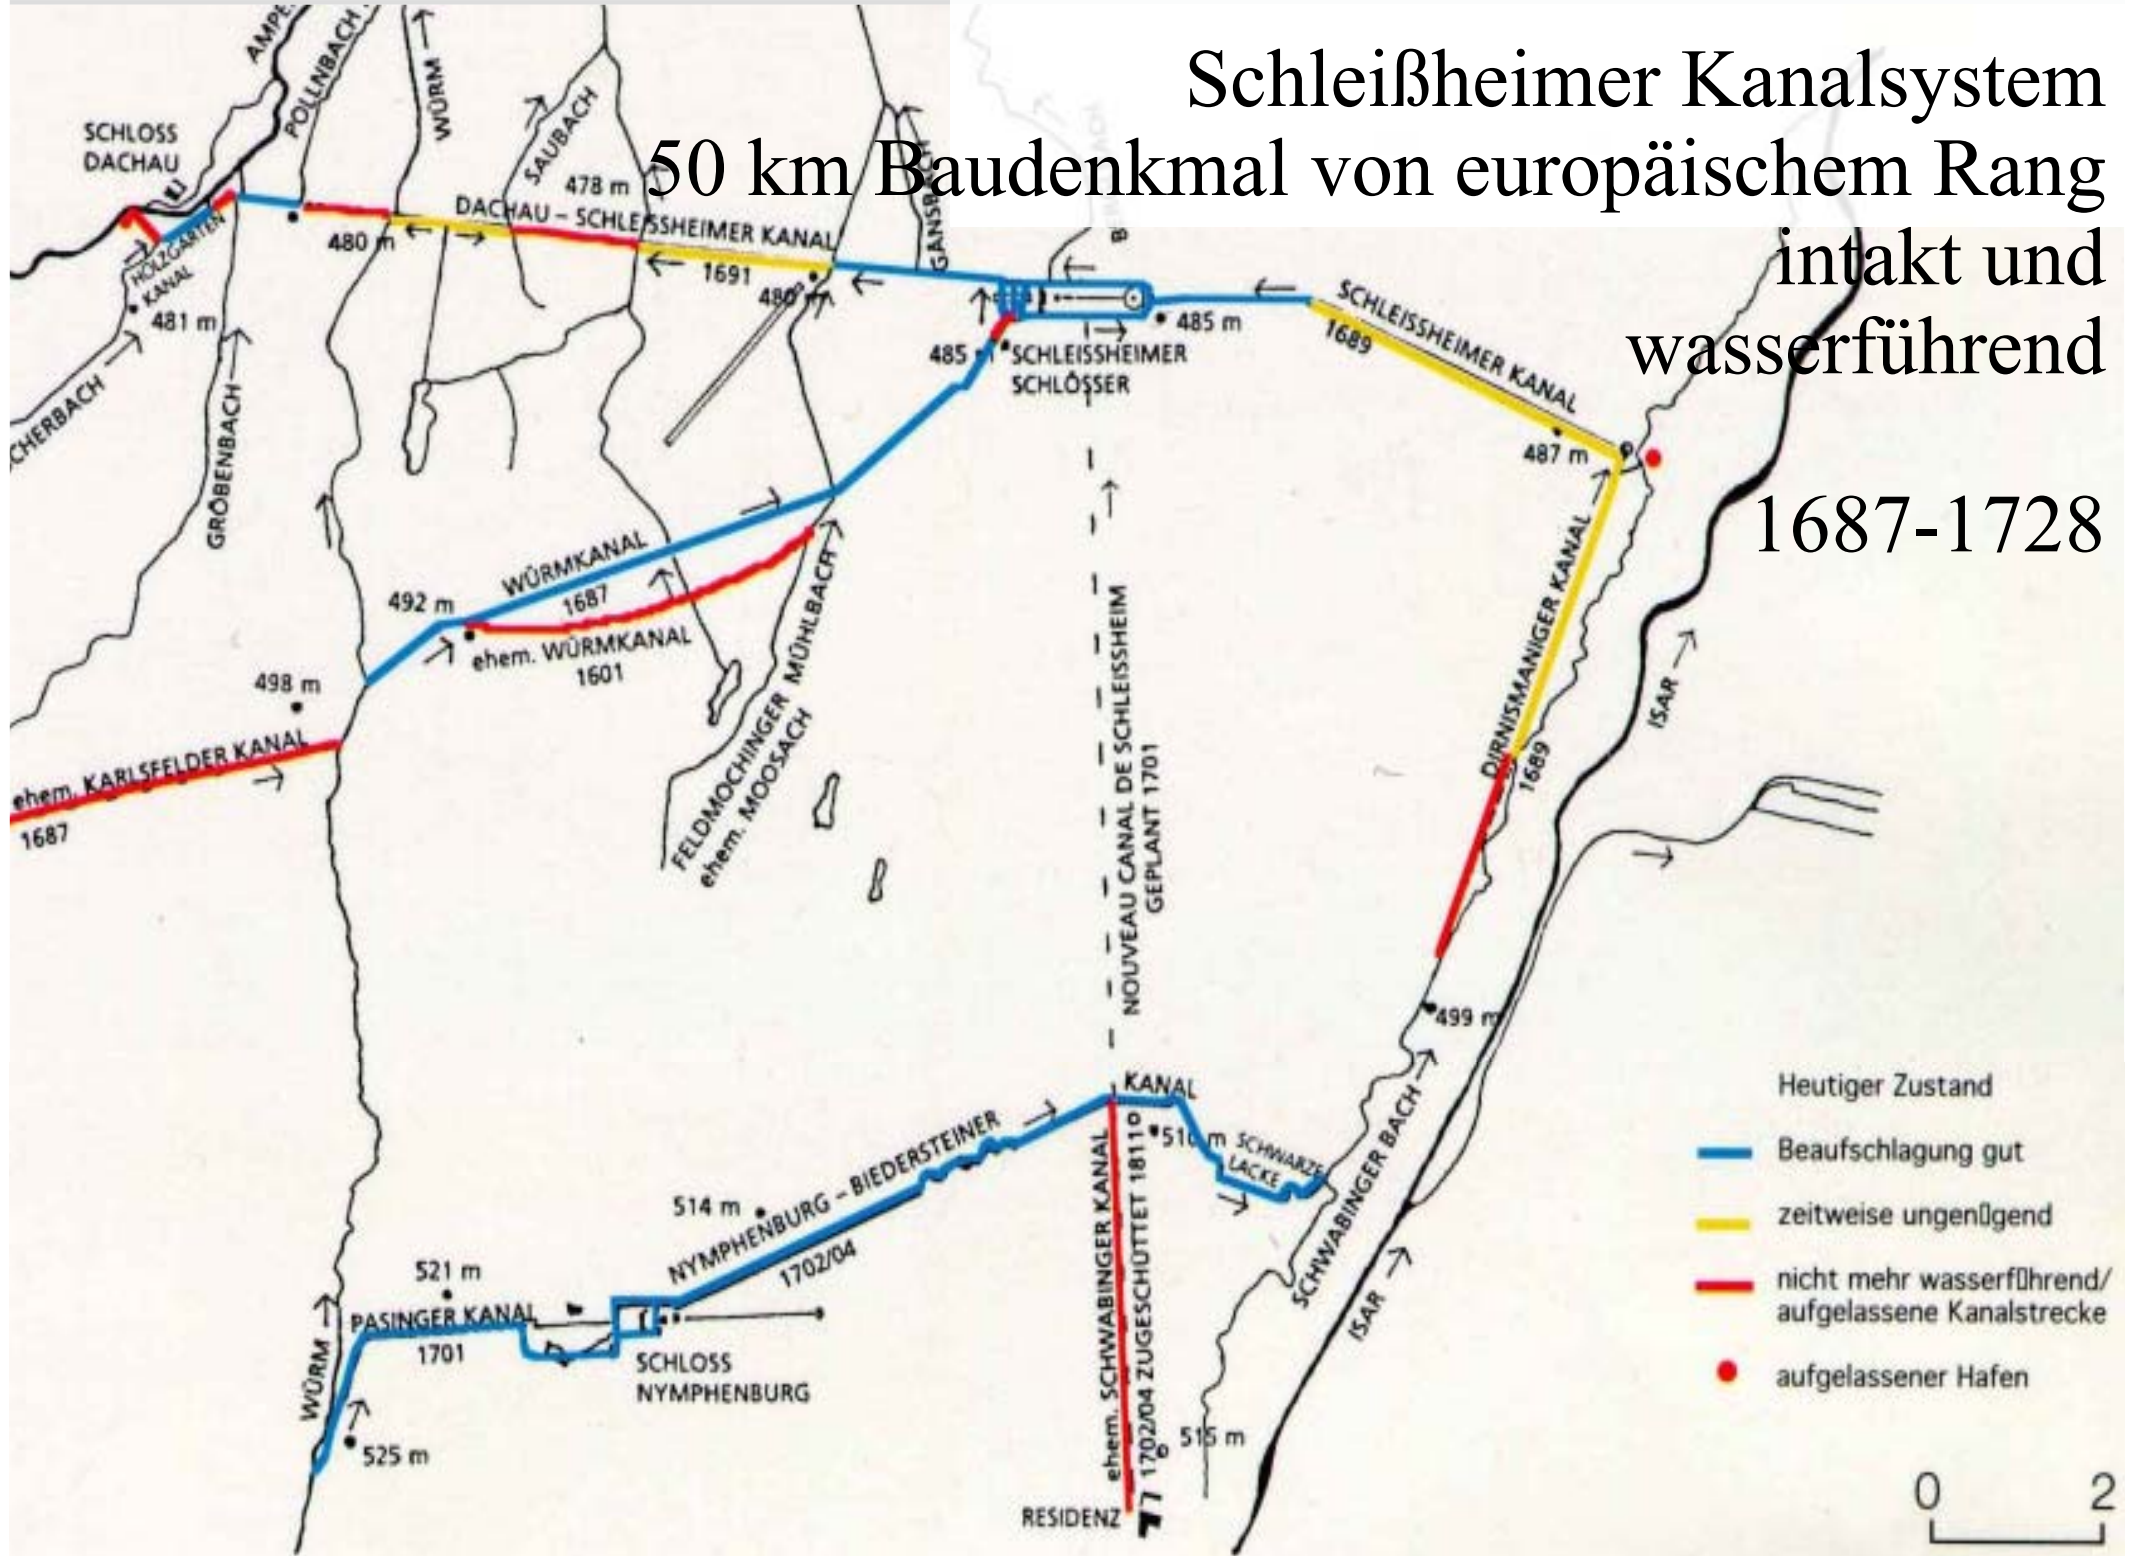 Schleißheimer Kanalsystem
50 km Baudenkmal von europäischem Rang
intakt und
wasserführend
1687-1728
POLLNBACH
WÜRM
SAUBACH
SCHLOSS
DACHAU
478 m
DACHAU – SCHLEISSHEIMER KANAL
480 m
1691
480 m
HOLZGARTEN
KANAL
481 m
GRÖBENBACH
485 m
SCHLEISSHEIMER
SCHLÖSSER
485 m
SCHLEISSHEIMER KANAL
1689
487 m
DIRNISMANIGER KANAL
1689
ISAR
WÜRMKANAL
1687
492 m
ehem. WÜRMKANAL
1601
498 m
ehem. KARLSFELDER KANAL
1687
FELDMOCHINGER MÜHLBACH
ehem. MOOSACH
NOUVEAU CANAL DE SCHLEISSHEIM
GEPLANT 1701
499 m
KANAL
SCHWARZE
LACKE
SCHWABINGER BACH
ISAR
NYMPHENBURG – BIEDERSTEINER
1702/04
514 m
521 m
PASINGER KANAL
1701
WÜRM
525 m
SCHLOSS
NYMPHENBURG
ehem. SCHWABINGER KANAL
1702/04 ZUGESCHÜTTET 1811
515 m
RESIDENZ
Heutiger Zustand
Beaufschlagung gut
zeitweise ungen▯gend
nicht mehr wasserf▯hrend/
aufgelassene Kanalstrecke
aufgelassener Hafen
0 2